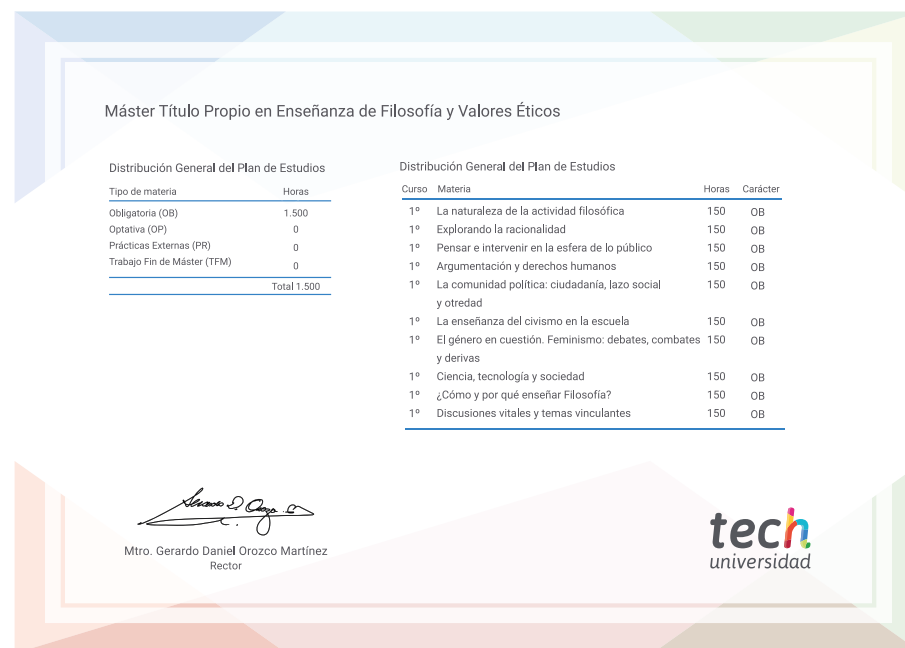 Máster Título Propio en Enseñanza de Filosofía y Valores Éticos
Distribución General del Plan de Estudios
Tipo de materia Horas
Obligatoria (OB) 1.500
Optativa (OP) 0
Prácticas Externas (PR) 0
Trabajo Fin de Máster (TFM) 0
Total 1.500
Distribución General del Plan de Estudios
Curso Materia Horas Carácter
1º La naturaleza de la actividad filosófica 150 OB
1º Explorando la racionalidad 150 OB
1º Pensar e intervenir en la esfera de lo público 150 OB
1º Argumentación y derechos humanos 150 OB
1º La comunidad política: ciudadanía, lazo social 150 OB
y otredad
1º La enseñanza del civismo en la escuela 150 OB
1º El género en cuestión. Feminismo: debates, combates 150 OB
y derivas
1º Ciencia, tecnología y sociedad 150 OB
1º ¿Cómo y por qué enseñar Filosofía? 150 OB
1º Discusiones vitales y temas vinculantes 150 OB
Mtro. Gerardo Daniel Orozco Martínez
Rector
tech
universidad